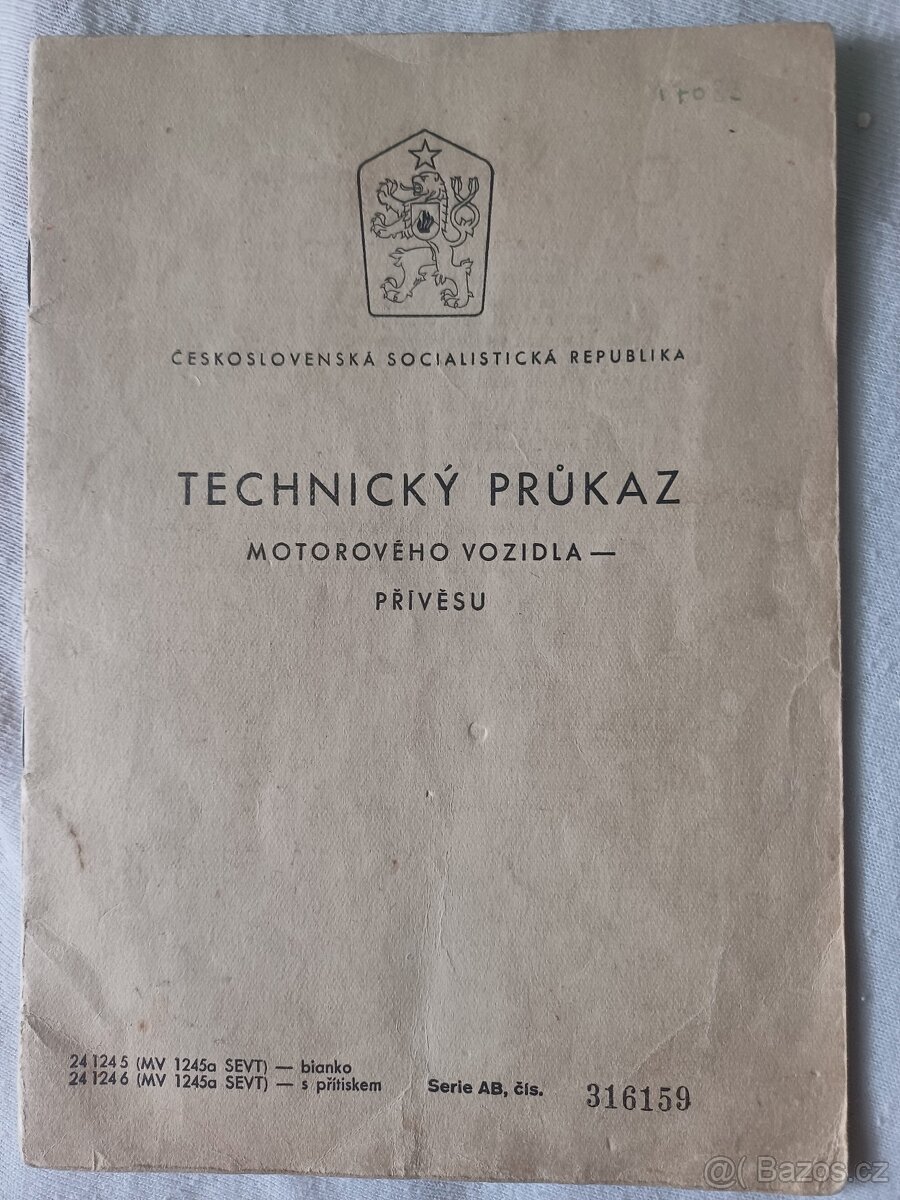 ČESKOSLOVENSKÁ SOCIALISTICKÁ REPUBLIKA
TECHNICKÝ PRŮKAZ
MOTOROVÉHO VOZIDLA —
PŘÍVĚSU
24 124 5 (MV 1245a SEVT) — bianko
24 124 6 (MV 1245a SEVT) — s přítiskem
Serie AB, čís. 316159
@( Bazos.cz